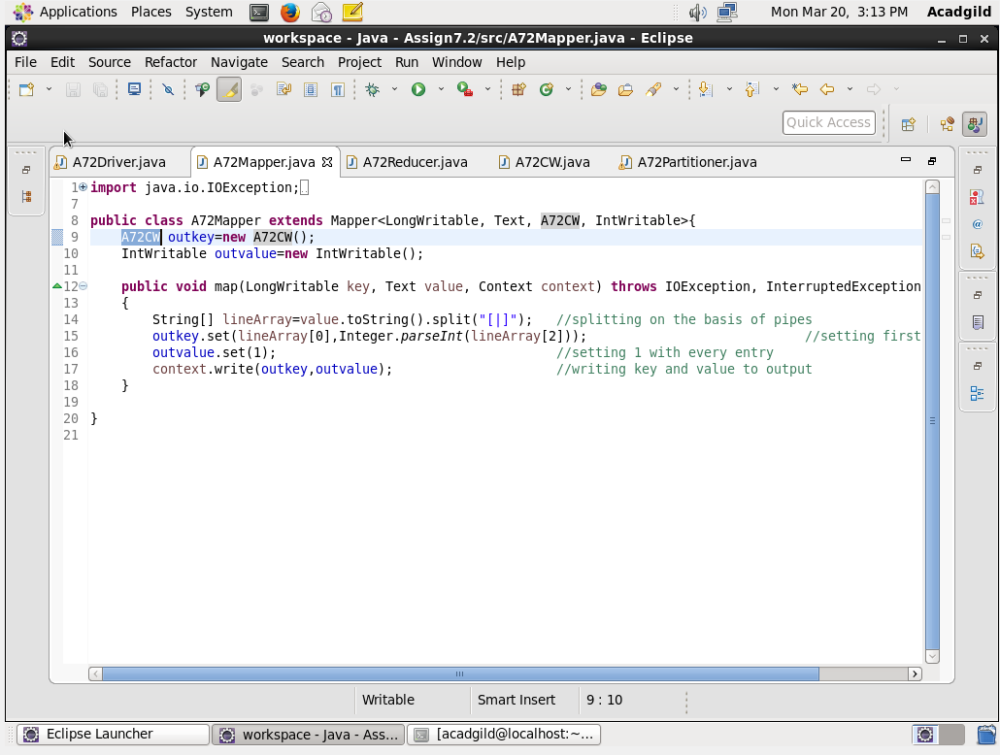 Applications Places System Mon Mar 20, 3:13 PM Acadgild
workspace - Java - Assign7.2/src/A72Mapper.java - Eclipse
File Edit Source Refactor Navigate Search Project Run Window Help
Quick Access
A72Driver.java A72Mapper.java A72Reducer.java A72CW.java A72Partitioner.java
1 import java.io.IOException;
7
8 public class A72Mapper extends Mapper<LongWritable, Text, A72CW, IntWritable>{
9 A72CW outkey=new A72CW();
10 IntWritable outvalue=new IntWritable();
11
12 public void map(LongWritable key, Text value, Context context) throws IOException, InterruptedException
13 {
14 String[] lineArray=value.toString().split("[|]"); //splitting on the basis of pipes
15 outkey.set(lineArray[0],Integer.parseInt(lineArray[2])); //setting first
16 outvalue.set(1); //setting 1 with every entry
17 context.write(outkey,outvalue); //writing key and value to output
18 }
19
20 }
21
Writable Smart Insert 9 : 10
Eclipse Launcher workspace - Java - Ass... [acadgild@localhost:~...